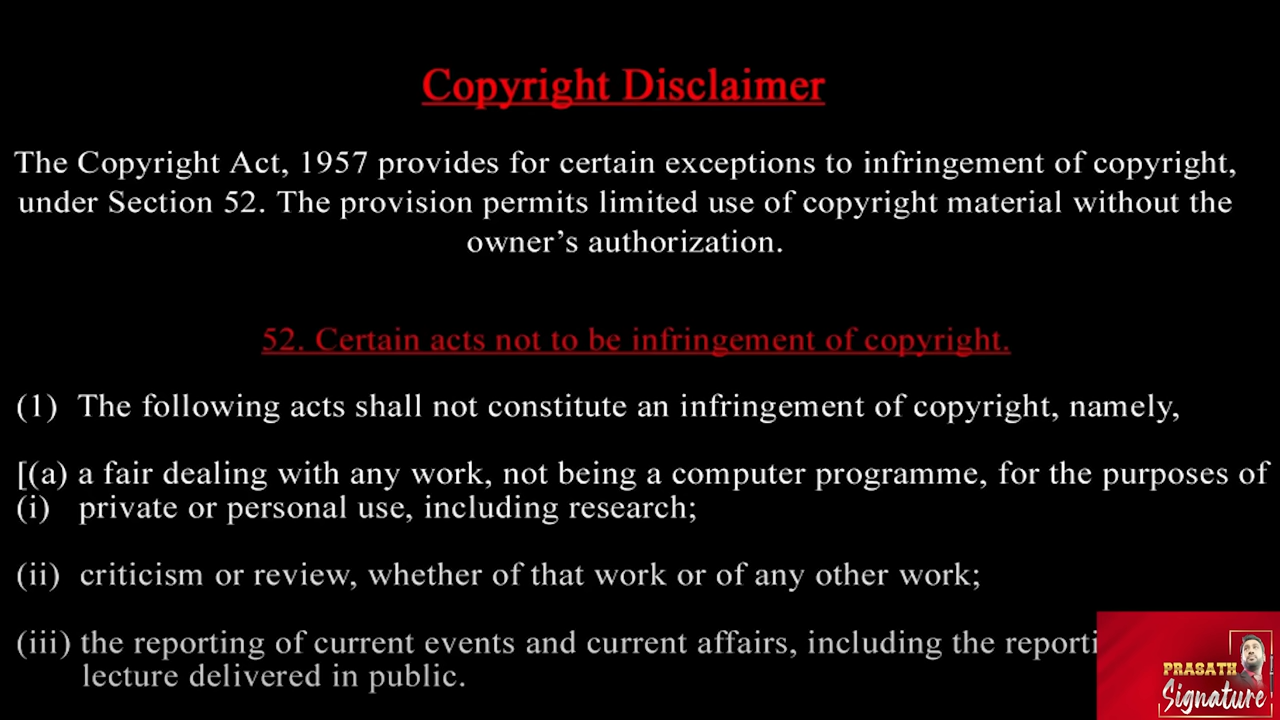 Copyright Disclaimer
The Copyright Act, 1957 provides for certain exceptions to infringement of copyright,
under Section 52. The provision permits limited use of copyright material without the
owner’s authorization.
52. Certain acts not to be infringement of copyright.
(1) The following acts shall not constitute an infringement of copyright, namely,
[(a) a fair dealing with any work, not being a computer programme, for the purposes of
(i) private or personal use, including research;
(ii) criticism or review, whether of that work or of any other work;
(iii) the reporting of current events and current affairs, including the reporti
lecture delivered in public.
PRASATH
Signature